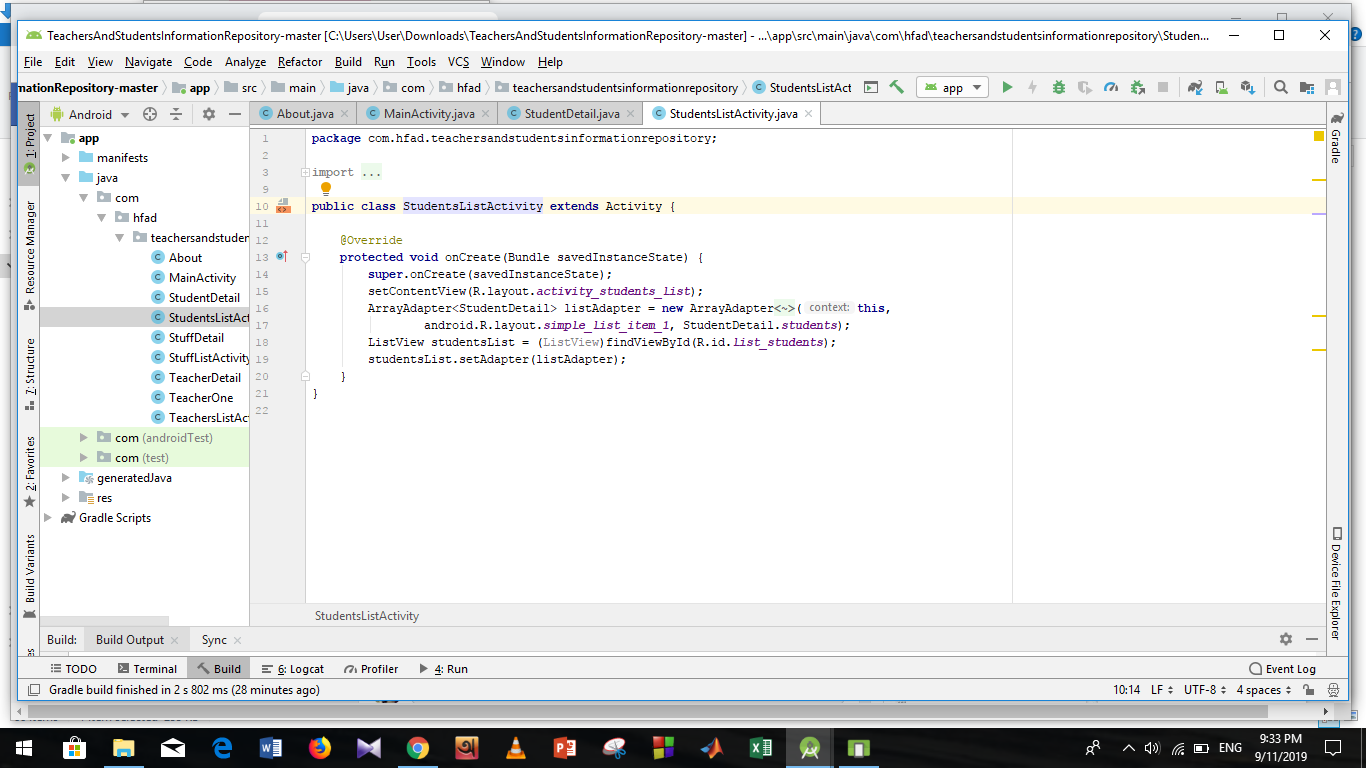 TeachersAndStudentsInformationRepository-master [C:\Users\User\Downloads\TeachersAndStudentsInformationRepository-master] - ...\app\src\main\java\com\hfad\teachersandstudentsinformationrepository\Studen...
File Edit View Navigate Code Analyze Refactor Build Run Tools VCS Window Help
mationRepository-master app src main java com hfad teachersandstudentsinformationrepository StudentsListAct app
1: Project
Resource Manager
7: Structure
2: Favorites
Build Variants
Android
app
manifests
java
com
hfad
teachersandstuden
About
MainActivity
StudentDetail
StudentsListAct
StuffDetail
StuffListActivity
TeacherDetail
TeacherOne
TeachersListAc
com (androidTest)
com (test)
generatedJava
res
Gradle Scripts
About.java MainActivity.java StudentDetail.java StudentsListActivity.java
1 package com.hfad.teachersandstudentsinformationrepository;
2
3 import ...
9
10 public class StudentsListActivity extends Activity {
11
12 @Override
13 protected void onCreate(Bundle savedInstanceState) {
14 super.onCreate(savedInstanceState);
15 setContentView(R.layout.activity_students_list);
16 ArrayAdapter<StudentDetail> listAdapter = new ArrayAdapter<~>( context: this,
17 android.R.layout.simple_list_item_1, StudentDetail.students);
18 ListView studentsList = (ListView)findViewById(R.id.list_students);
19 studentsList.setAdapter(listAdapter);
20 }
21 }
22
StudentsListActivity
Gradle
Device File Explorer
Build: Build Output Sync
TODO Terminal Build 6: Logcat Profiler 4: Run Event Log
Gradle build finished in 2 s 802 ms (28 minutes ago) 10:14 LF UTF-8 4 spaces
ENG
9:33 PM
9/11/2019